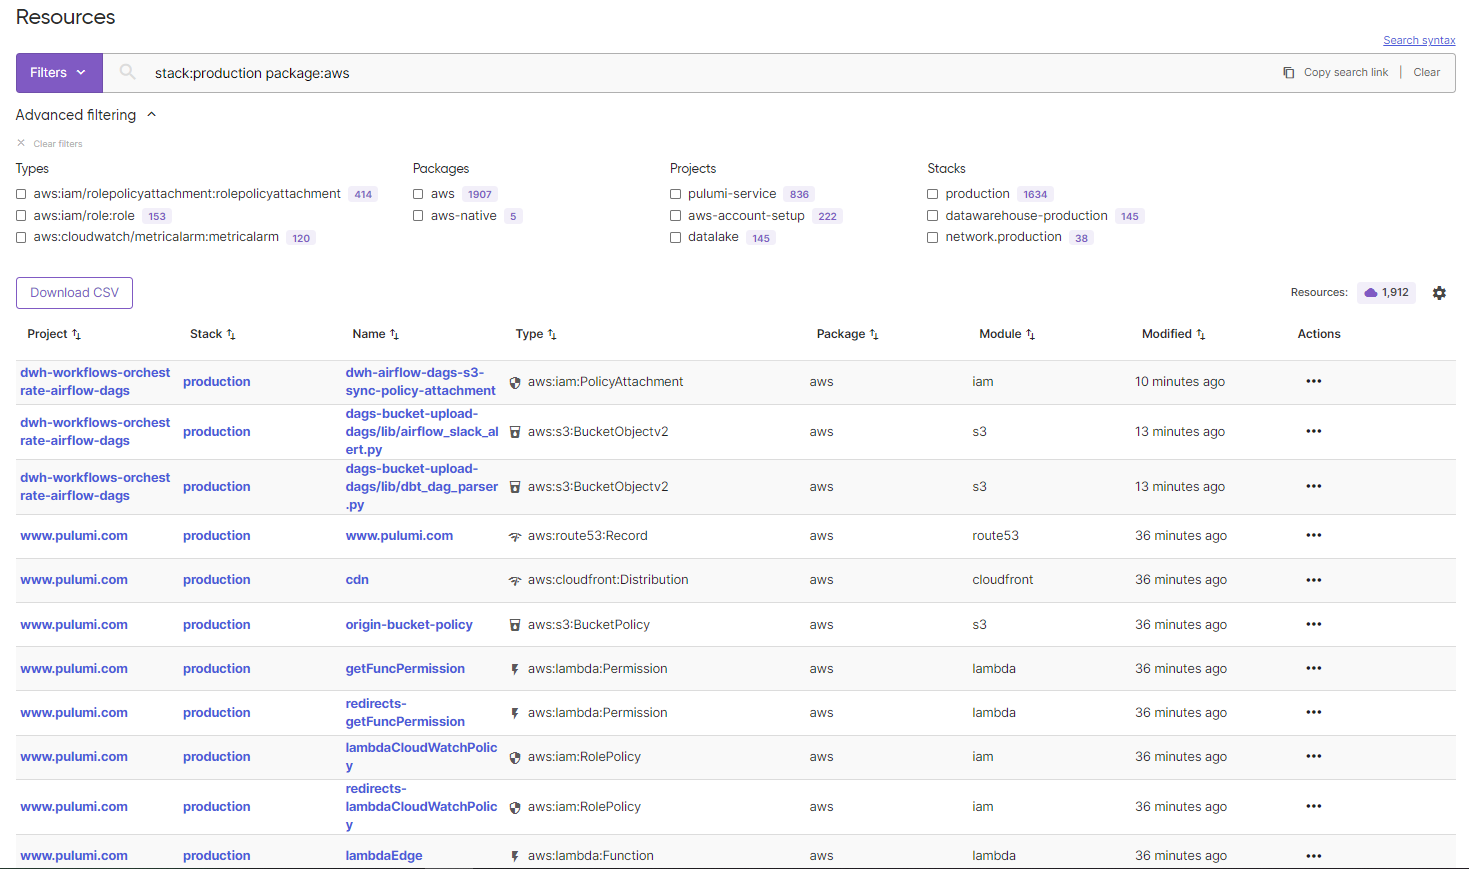 Resources
Search syntax
Filters
stack:production package:aws
Copy search link | Clear
Advanced filtering
Clear filters
Types
aws:iam/rolepolicyattachment:rolepolicyattachment 414
aws:iam/role:role 153
aws:cloudwatch/metricalarm:metricalarm 120
Packages
aws 1907
aws-native 5
Projects
pulumi-service 836
aws-account-setup 222
datalake 145
Stacks
production 1634
datawarehouse-production 145
network.production 38
Download CSV
Resources: 1,912
Project Stack Name Type Package Module Modified Actions
dwh-workflows-orchest
rate-airflow-dags
production
dwh-airflow-dags-s3-
sync-policy-attachment
aws:iam:PolicyAttachment aws iam 10 minutes ago
dwh-workflows-orchest
rate-airflow-dags
production
dags-bucket-upload-
dags/lib/airflow_slack_al
ert.py
aws:s3:BucketObjectv2 aws s3 13 minutes ago
dwh-workflows-orchest
rate-airflow-dags
production
dags-bucket-upload-
dags/lib/dbt_dag_parser
.py
aws:s3:BucketObjectv2 aws s3 13 minutes ago
www.pulumi.com production www.pulumi.com aws:route53:Record aws route53 36 minutes ago
www.pulumi.com production cdn aws:cloudfront:Distribution aws cloudfront 36 minutes ago
www.pulumi.com production origin-bucket-policy aws:s3:BucketPolicy aws s3 36 minutes ago
www.pulumi.com production getFuncPermission aws:lambda:Permission aws lambda 36 minutes ago
www.pulumi.com production
redirects-
getFuncPermission
aws:lambda:Permission aws lambda 36 minutes ago
www.pulumi.com production
lambdaCloudWatchPolic
y
aws:iam:RolePolicy aws iam 36 minutes ago
www.pulumi.com production
redirects-
lambdaCloudWatchPolic
y
aws:iam:RolePolicy aws iam 36 minutes ago
www.pulumi.com production lambdaEdge aws:lambda:Function aws lambda 36 minutes ago